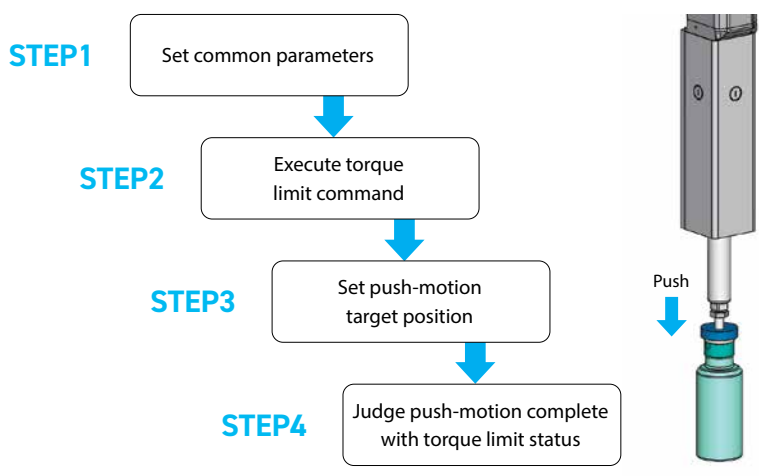 STEP1
Set common parameters
STEP2
Execute torque
limit command
STEP3
Set push-motion
target position
Push
STEP4
Judge push-motion complete
with torque limit status